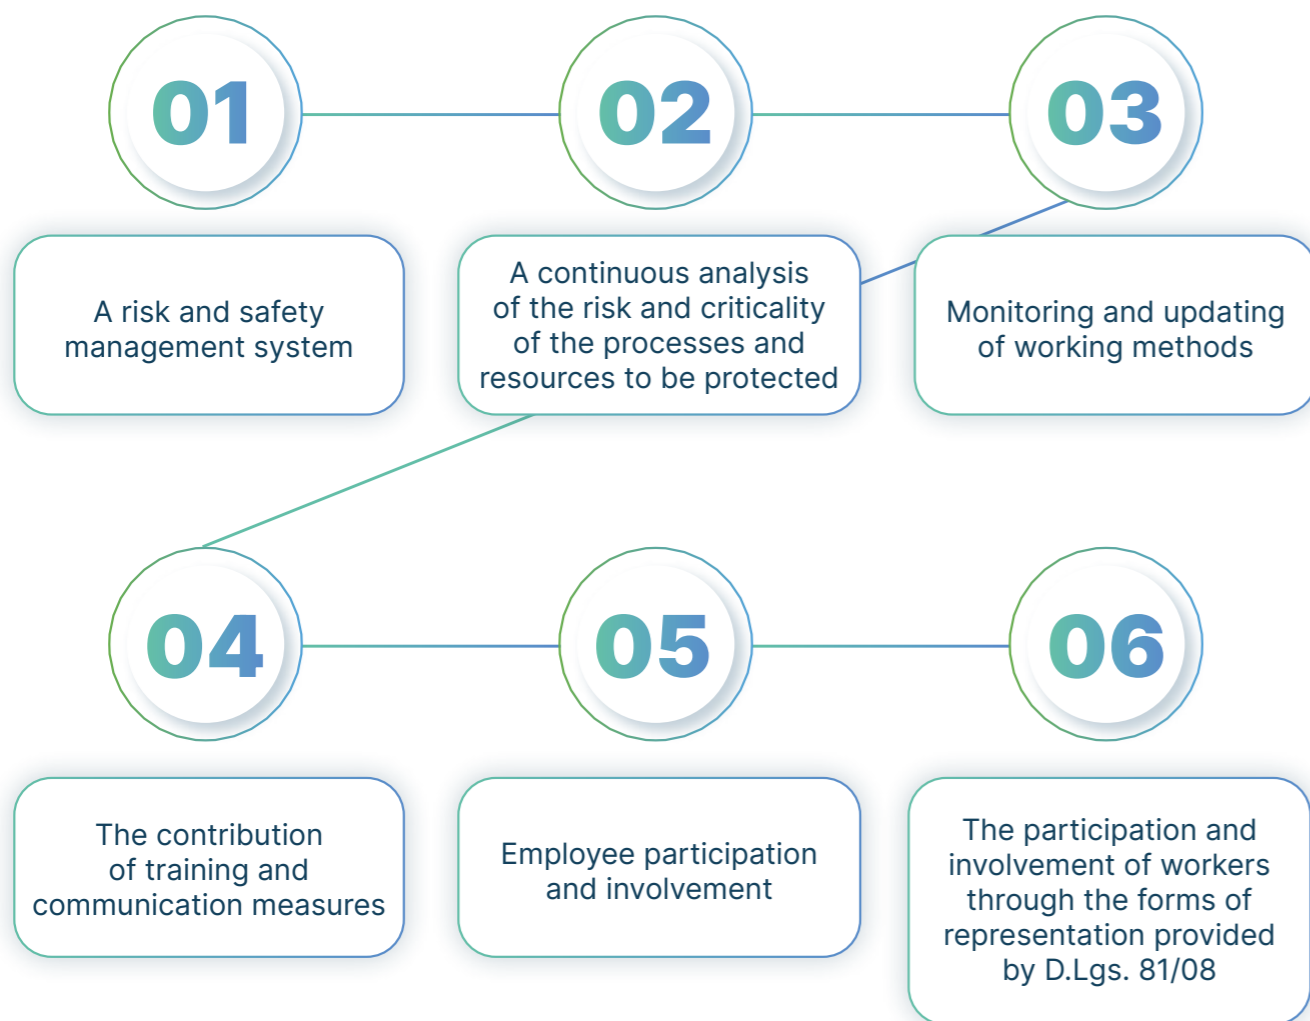 01
A risk and safety
management system
02
A continuous analysis
of the risk and criticality
of the processes and
resources to be protected
03
Monitoring and updating
of working methods
04
The contribution
of training and
communication measures
05
Employee participation
and involvement
06
The participation and
involvement of workers
through the forms of
representation provided
by D.Lgs. 81/08